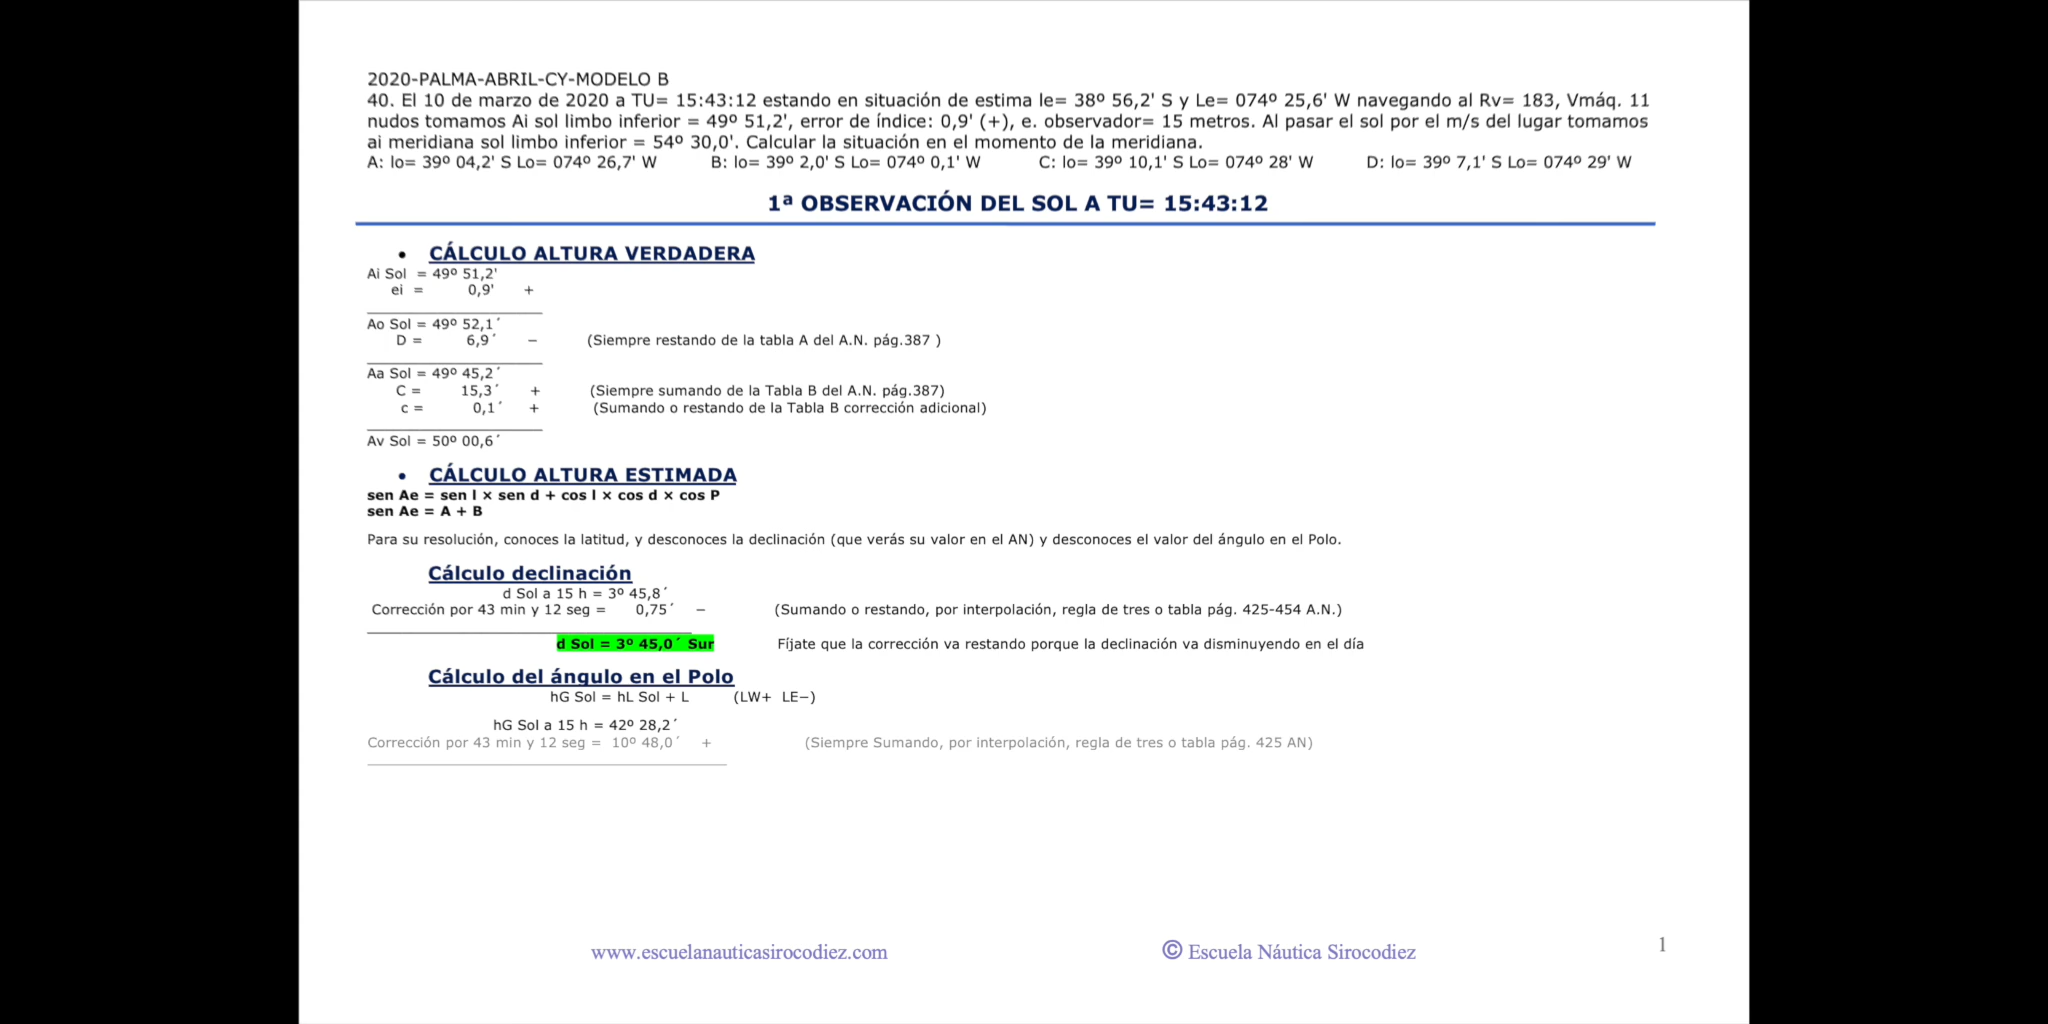 2020-PALMA-ABRIL-CY-MODELO B
40. El 10 de marzo de 2020 a TU= 15:43:12 estando en situación de estima le= 38º 56,2' S y Le= 074º 25,6' W navegando al Rv= 183, Vmáq. 11
nudos tomamos Ai sol limbo inferior = 49º 51,2', error de índice: 0,9' (+), e. observador= 15 metros. Al pasar el sol por el m/s del lugar tomamos
ai meridiana sol limbo inferior = 54º 30,0'. Calcular la situación en el momento de la meridiana.
A: lo= 39º 04,2' S Lo= 074º 26,7' W B: lo= 39º 2,0' S Lo= 074º 0,1' W C: lo= 39º 10,1' S Lo= 074º 28' W D: lo= 39º 7,1' S Lo= 074º 29' W
1ª OBSERVACIÓN DEL SOL A TU= 15:43:12
• CÁLCULO ALTURA VERDADERA
Ai Sol = 49º 51,2'
ei = 0,9' +
Ao Sol = 49º 52,1´
D = 6,9´ − (Siempre restando de la tabla A del A.N. pág.387 )
Aa Sol = 49º 45,2´
C = 15,3´ + (Siempre sumando de la Tabla B del A.N. pág.387)
c = 0,1´ + (Sumando o restando de la Tabla B corrección adicional)
Av Sol = 50º 00,6´
• CÁLCULO ALTURA ESTIMADA
sen Ae = sen l × sen d + cos l × cos d × cos P
sen Ae = A + B
Para su resolución, conoces la latitud, y desconoces la declinación (que verás su valor en el AN) y desconoces el valor del ángulo en el Polo.
Cálculo declinación
d Sol a 15 h = 3º 45,8´
Corrección por 43 min y 12 seg = 0,75´ − (Sumando o restando, por interpolación, regla de tres o tabla pág. 425-454 A.N.)
d Sol = 3º 45,0´ Sur Fíjate que la corrección va restando porque la declinación va disminuyendo en el día
Cálculo del ángulo en el Polo
hG Sol = hL Sol + L (LW+ LE−)
hG Sol a 15 h = 42º 28,2´
Corrección por 43 min y 12 seg = 10º 48,0´ + (Siempre Sumando, por interpolación, regla de tres o tabla pág. 425 AN)
www.escuelanauticasirocodiez.com © Escuela Náutica Sirocodiez 1